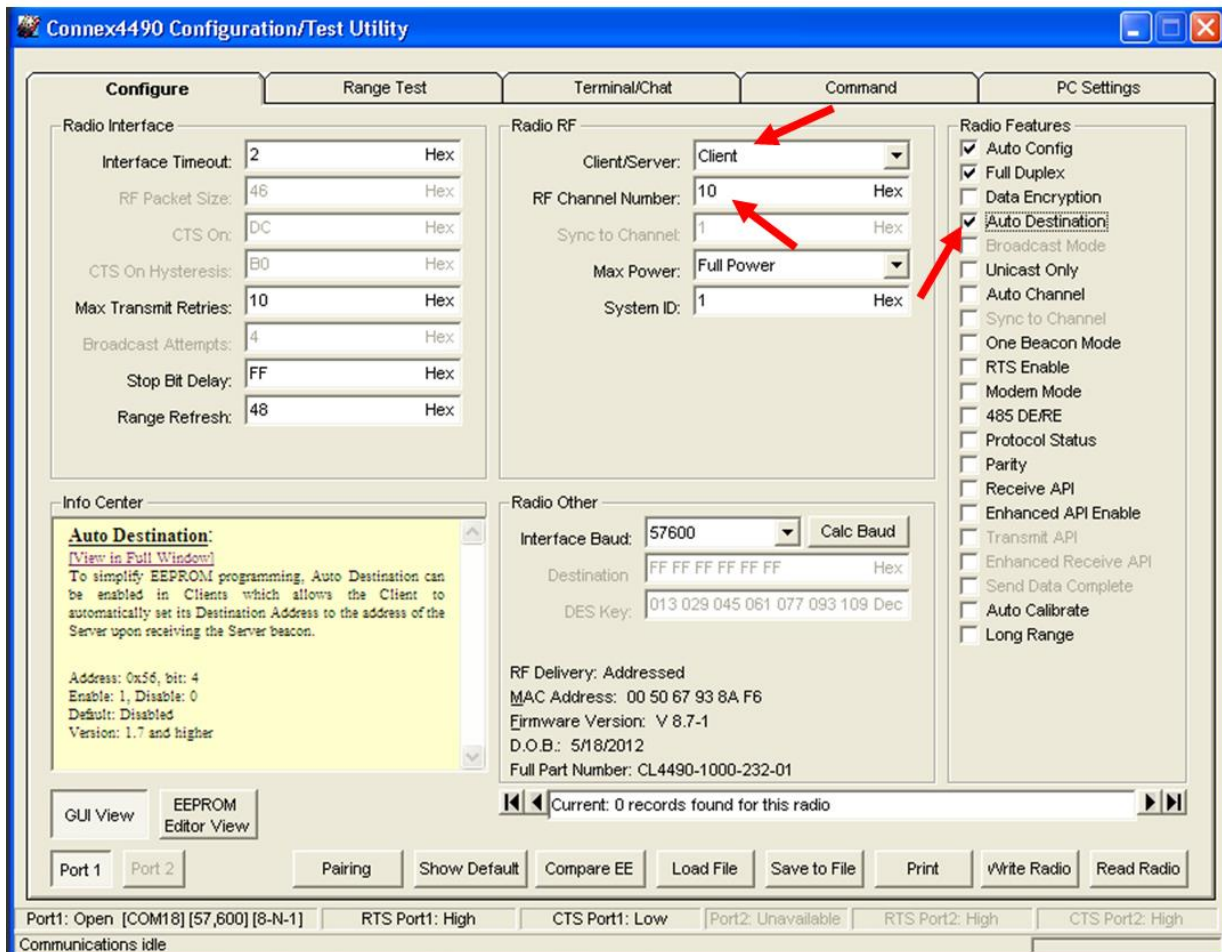 Connex4490 Configuration/Test Utility
Configure
Range Test
Terminal/Chat
Command
PC Settings
Radio Interface
Interface Timeout: 2 Hex
RF Packet Size: 46 Hex
CTS On: DC Hex
CTS On Hysteresis: B0 Hex
Max Transmit Retries: 10 Hex
Broadcast Attempts: 4 Hex
Stop Bit Delay: FF Hex
Range Refresh: 48 Hex
Radio RF
Client/Server: Client
RF Channel Number: 10 Hex
Sync to Channel: 1 Hex
Max Power: Full Power
System ID: 1 Hex
Radio Features
Auto Config
Full Duplex
Data Encryption
Auto Destination
Broadcast Mode
Unicast Only
Auto Channel
Sync to Channel
One Beacon Mode
RTS Enable
Modem Mode
485 DE/RE
Protocol Status
Parity
Receive API
Enhanced API Enable
Transmit API
Enhanced Receive API
Send Data Complete
Auto Calibrate
Long Range
Info Center
Auto Destination:
[View in Full Window]
To simplify EEPROM programming, Auto Destination can
be enabled in Clients which allows the Client to
automatically set its Destination Address to the address of the
Server upon receiving the Server beacon.
Address: 0x56, bit: 4
Enable: 1, Disable: 0
Default: Disabled
Version: 1.7 and higher
Radio Other
Interface Baud: 57600 Calc Baud
Destination FF FF FF FF FF FF Hex
DES Key: 013 029 045 061 077 093 109 Dec
RF Delivery: Addressed
MAC Address: 00 50 67 93 8A F6
Firmware Version: V 8.7-1
D.O.B.: 5/18/2012
Full Part Number: CL4490-1000-232-01
GUI View
EEPROM
Editor View
Current: 0 records found for this radio
Port 1
Port 2
Pairing
Show Default
Compare EE
Load File
Save to File
Print
Write Radio
Read Radio
Port1: Open [COM18] [57,600] [8-N-1]
RTS Port1: High
CTS Port1: Low
Port2: Unavailable
RTS Port2: High
CTS Port2: High
Communications idle